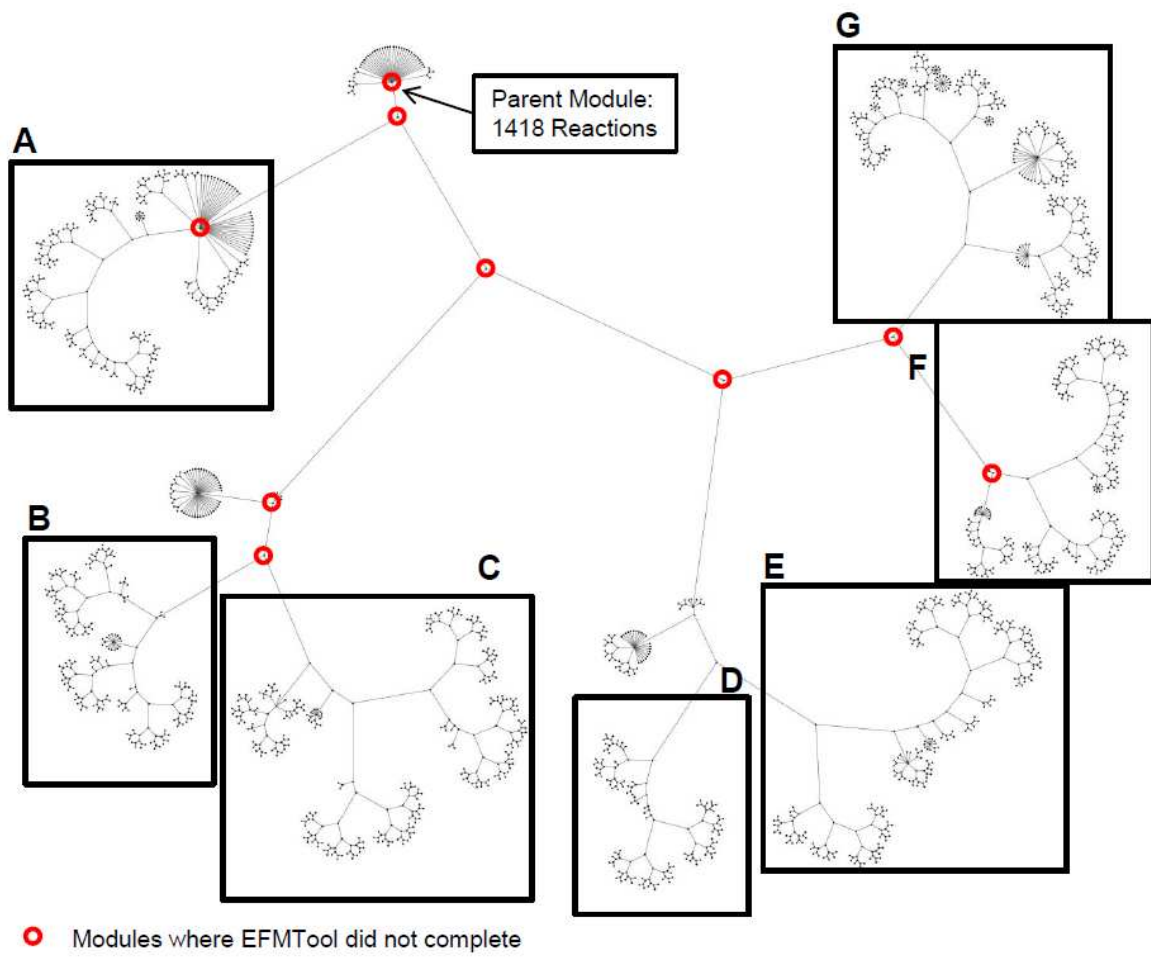 G
Parent Module:
1418 Reactions
A
F
B
C
E
D
Modules where EFMTool did not complete